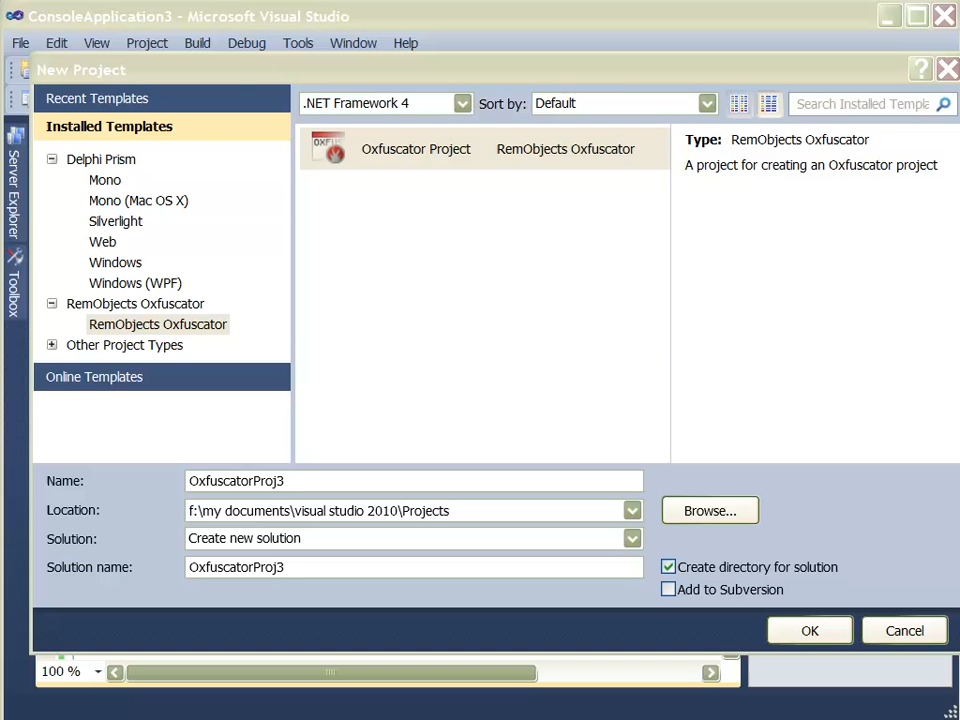 ConsoleApplication3 - Microsoft Visual Studio
File Edit View Project Build Debug Tools Window Help
New Project
Recent Templates
.NET Framework 4 Sort by: Default
Installed Templates
Delphi Prism
Mono
Mono (Mac OS X)
Silverlight
Web
Windows
Windows (WPF)
RemObjects Oxfuscator
RemObjects Oxfuscator
Other Project Types
Online Templates
Search Installed Templa
OXFUS
Oxfuscator Project RemObjects Oxfuscator
Type: RemObjects Oxfuscator
A project for creating an Oxfuscator project
Server Explorer
Toolbox
Name: OxfuscatorProj3
Location: f:\my documents\visual studio 2010\Projects Browse...
Solution: Create new solution
Solution name: OxfuscatorProj3
Create directory for solution
Add to Subversion
OK Cancel
100 %